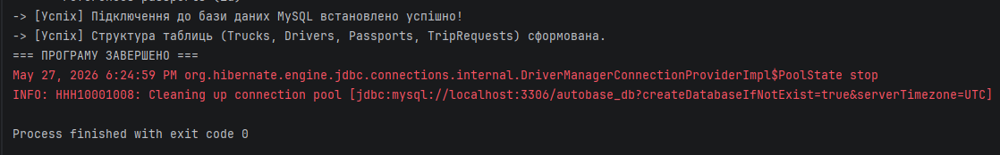 -> [Успіх] Підключення до бази даних MySQL встановлено успішно!
-> [Успіх] Структура таблиць (Trucks, Drivers, Passports, TripRequests) сформована.
=== ПРОГРАМУ ЗАВЕРШЕНО ===
May 27, 2026 6:24:59 PM org.hibernate.engine.jdbc.connections.internal.DriverManagerConnectionProviderImpl$PoolState stop
INFO: HHH10001008: Cleaning up connection pool [jdbc:mysql://localhost:3306/autobase_db?createDatabaseIfNotExist=true&serverTimezone=UTC]
Process finished with exit code 0